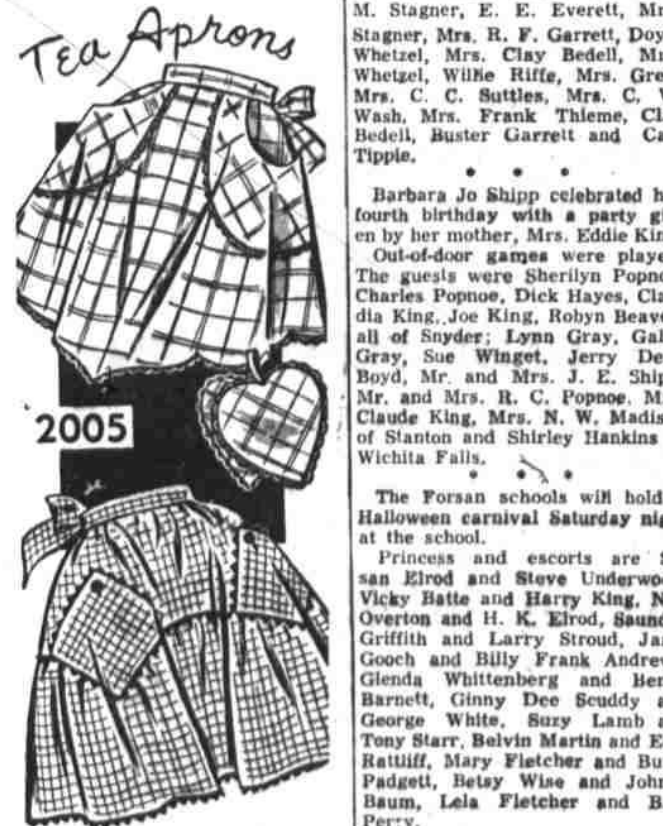 Tea Aprons
2005
M. Stagner, E. E. Everett, Mr
Stagner, Mrs. R. F. Garrett, Doy
Whetzel, Mrs. Clay Bedell, Mr
Whetzel, Willie Riffe, Mrs. Gre
Mrs. C. C. Suttles, Mrs. C. V
Wash, Mrs. Frank Thieme, Cl
Bedell, Buster Garrett and Ca
Tipple.
• • •
Barbara Jo Shipp celebrated h
fourth birthday with a party gi
en by her mother, Mrs. Eddie Kin
Out-of-door games were playe
The guests were Sherilyn Popno
Charles Popnoe, Dick Hayes, Cla
dia King, Joe King, Robyn Beave
all of Snyder; Lynn Gray, Gal
Gray, Sue Winget, Jerry De
Boyd, Mr. and Mrs. J. E. Ship
Mr. and Mrs. R. C. Popnoe, M
Claude King, Mrs. N. W. Madis
of Stanton and Shirley Hankins
Wichita Falls.
• • •
The Forsan schools will hold
Halloween carnival Saturday nig
at the school.
Princess and escorts are S
san Elrod and Steve Underwoo
Vicky Batte and Harry King, N
Overton and H. K. Elrod, Saund
Griffith and Larry Stroud, Jan
Gooch and Billy Frank Andrew
Glenda Whittenberg and Ber
Barnett, Ginny Dee Scuddy a
George White, Suzy Lamb a
Tony Starr, Belvin Martin and E
Rattliff, Mary Fletcher and Bu
Padgett, Betsy Wise and John
Baum, Lela Fletcher and B
Perry.